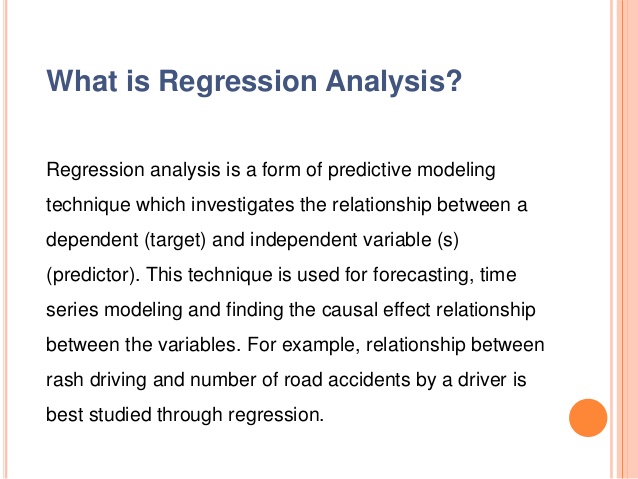 What is Regression Analysis?
Regression analysis is a form of predictive modeling
technique which investigates the relationship between a
dependent (target) and independent variable (s)
(predictor). This technique is used for forecasting, time
series modeling and finding the causal effect relationship
between the variables. For example, relationship between
rash driving and number of road accidents by a driver is
best studied through regression.